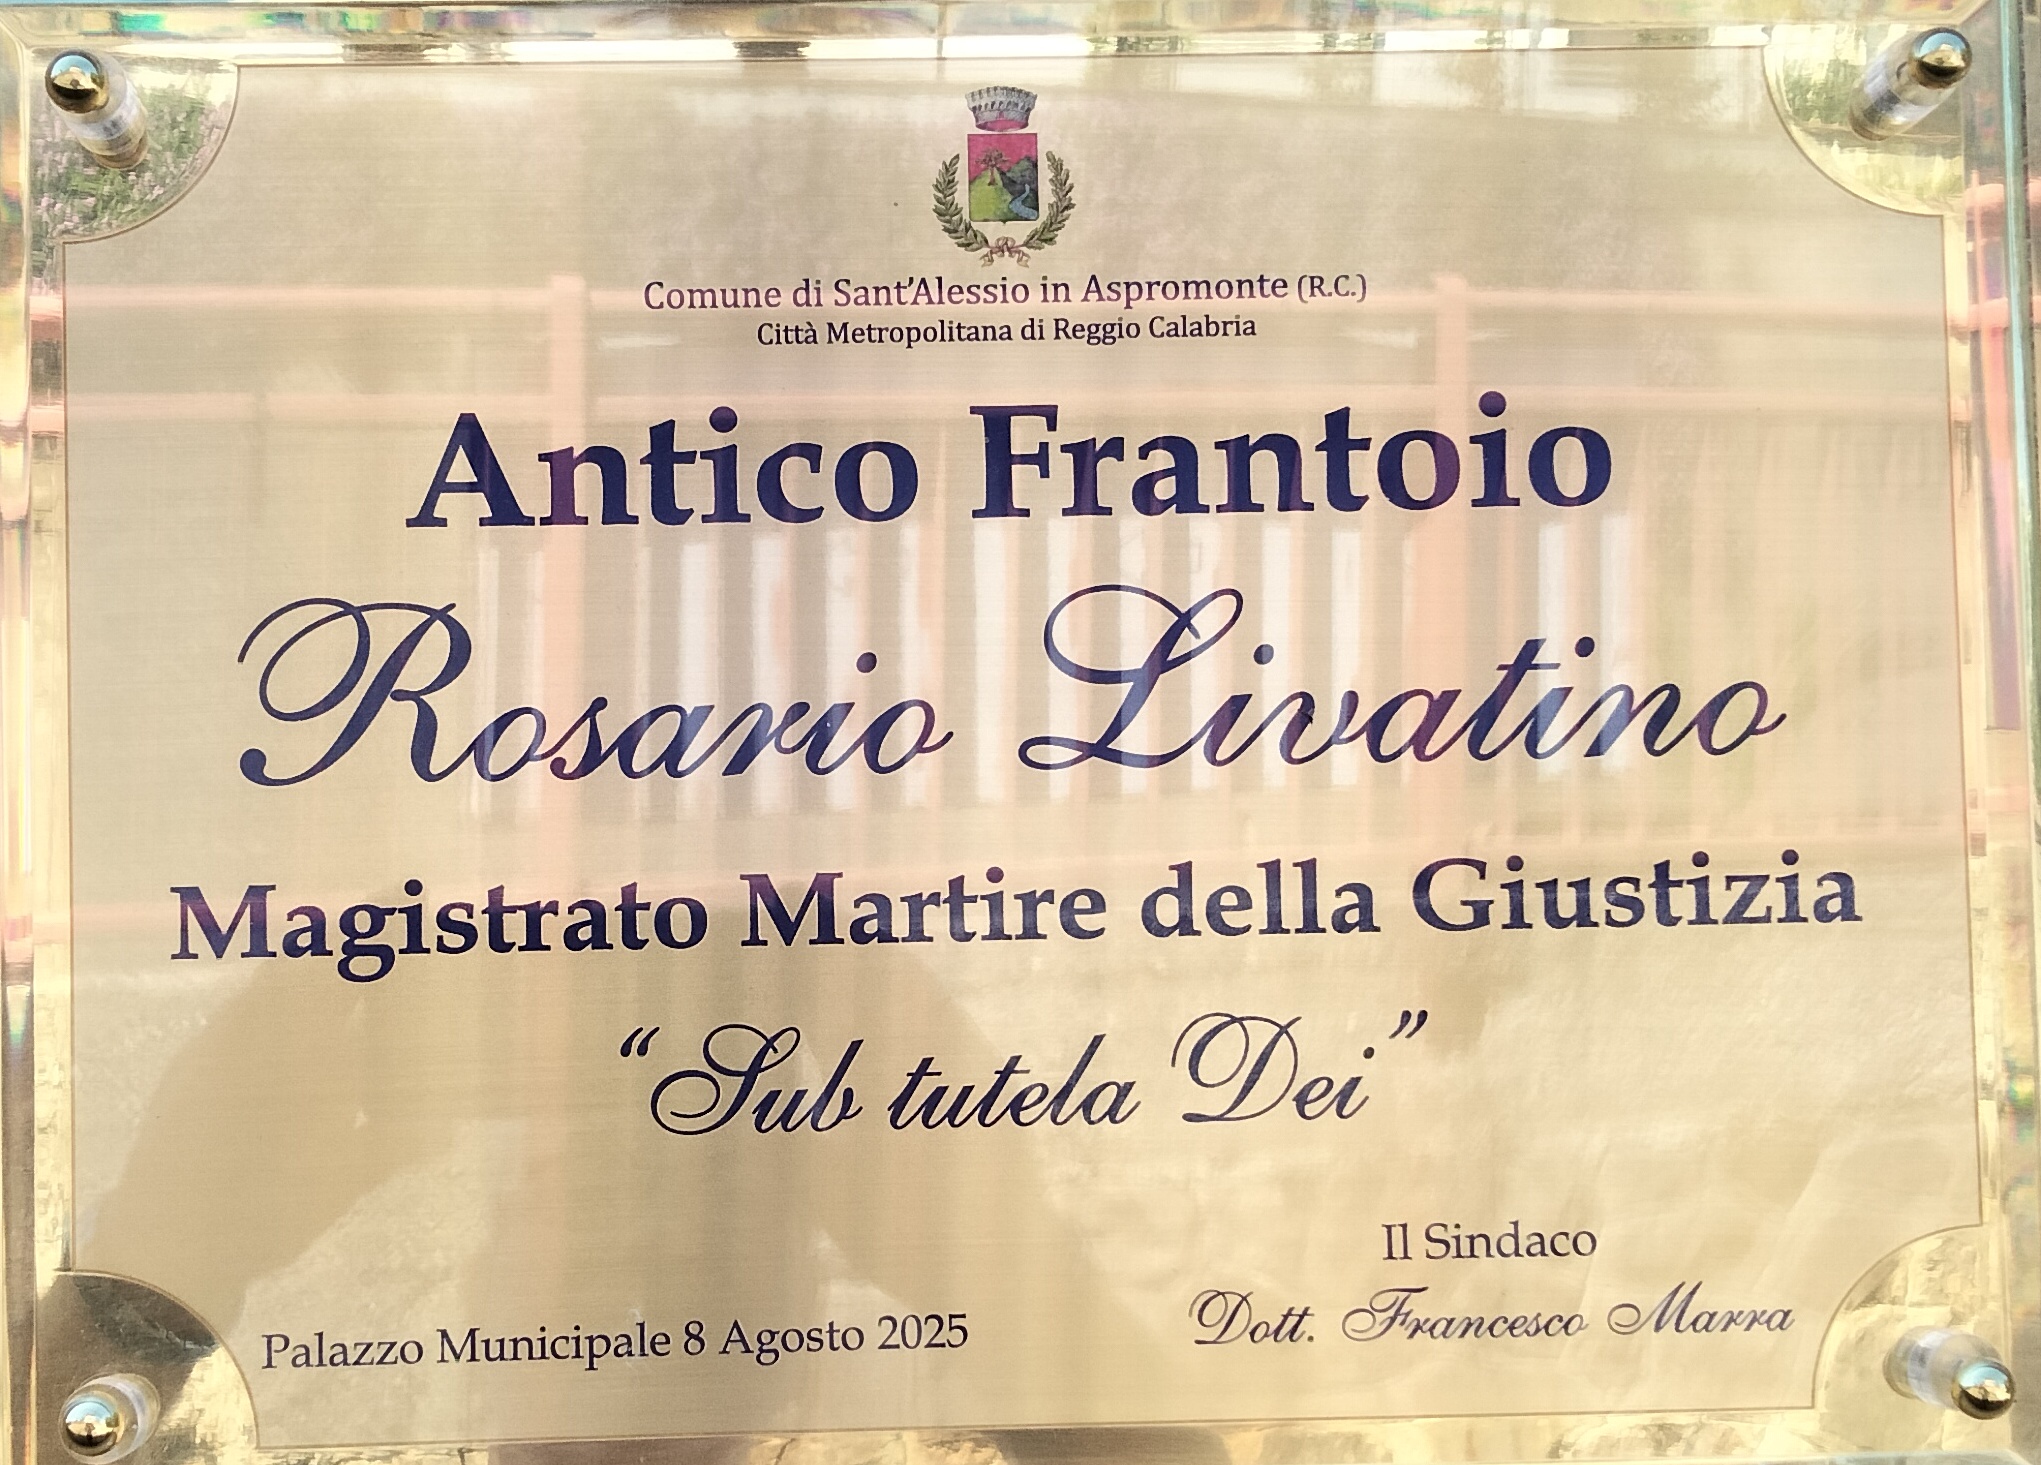 Comune di Sant'Alessio in Aspromonte (R.C.)
Città Metropolitana di Reggio Calabria
Antico Frantoio
Rosario Livatino
Magistrato Martire della Giustizia
“Sub tutela Dei”
Il Sindaco
Dott. Francesco Marra
Palazzo Municipale 8 Agosto 2025